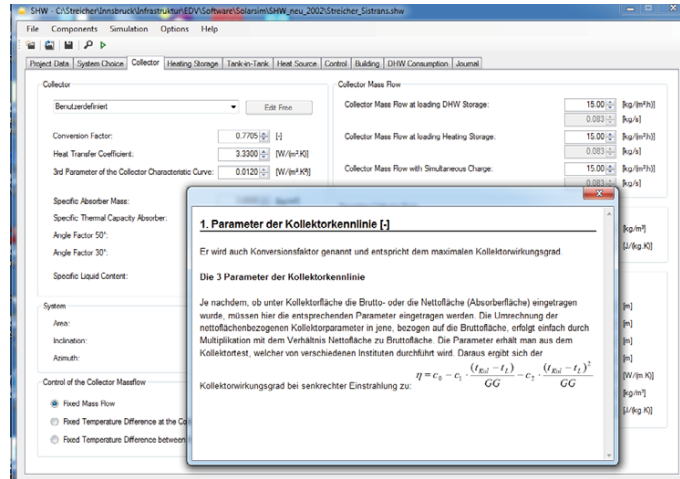 SHW - C:\Streicher\Innsbruck\Infrastruktur\EDV\Software\Solarsim\SHW_neu_2002\Streicher_Sistrans.shw
File Components Simulation Options Help
Project Data System Choice Collector Heating Storage Tank-in-Tank Heat Source Control Building DHW Consumption Journal
Collector
Benutzerdefiniert
Edit Free
Conversion Factor: 0.7705 [-]
Heat Transfer Coefficient: 3.3300 [W/(m².K)]
3rd Parameter of the Collector Characteristic Curve: 0.0120 [W/(m².K²)]
Specific Absorber Mass:
Specific Thermal Capacity Absorber:
Angle Factor 50°:
Angle Factor 30°:
Specific Liquid Content:
System
Area:
Inclination:
Azimuth:
Control of the Collector Massflow
Fixed Mass Flow
Fixed Temperature Difference at the Co
Fixed Temperature Difference between
Collector Mass Flow
Collector Mass Flow at loading DHW Storage: 15.00 [kg/(m²h)]
0.083 [kg/s]
Collector Mass Flow at loading Heating Storage: 15.00 [kg/(m²h)]
0.083 [kg/s]
Collector Mass Flow with Simultaneous Charge: 15.00 [kg/(m²h)]
0.083 [kg/s]
[kg/m³]
[J/(kg.K)]
[m]
[m]
[m]
[W/(m.K)]
[kg/m³]
[J/(kg.K)]
1. Parameter der Kollektorkennlinie [-]
Er wird auch Konversionsfaktor genannt und entspricht dem maximalen Kollektorwirkungsgrad.
Die 3 Parameter der Kollektorkennlinie
Je nachdem, ob unter Kollektorfläche die Brutto- oder die Nettofläche (Absorberfläche) eingetragen
wurde, müssen hier die entsprechenden Parameter eingetragen werden. Die Umrechnung der
nettoflächenbezogenen Kollektorparameter in jene, bezogen auf die Bruttofläche, erfolgt einfach durch
Multiplikation mit dem Verhältnis Nettofläche zu Bruttofläche. Die Parameter erhält man aus dem
Kollektortest, welcher von verschiedenen Instituten durchführt wird. Daraus ergibt sich der
Kollektorwirkungsgrad bei senkrechter Einstrahlung zu: η = c₀ − c₁ · (t_Kol − t_L) / GG − c₂ · (t_Kol − t_L)² / GG